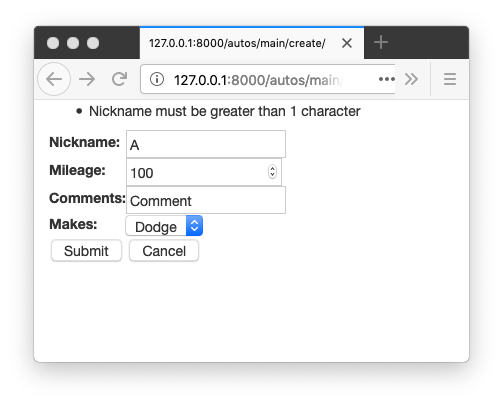 127.0.0.1:8000/autos/main/create/
127.0.0.1:8000/autos/main/
• Nickname must be greater than 1 character
Nickname: A
Mileage: 100
Comments: Comment
Makes: Dodge
Submit Cancel